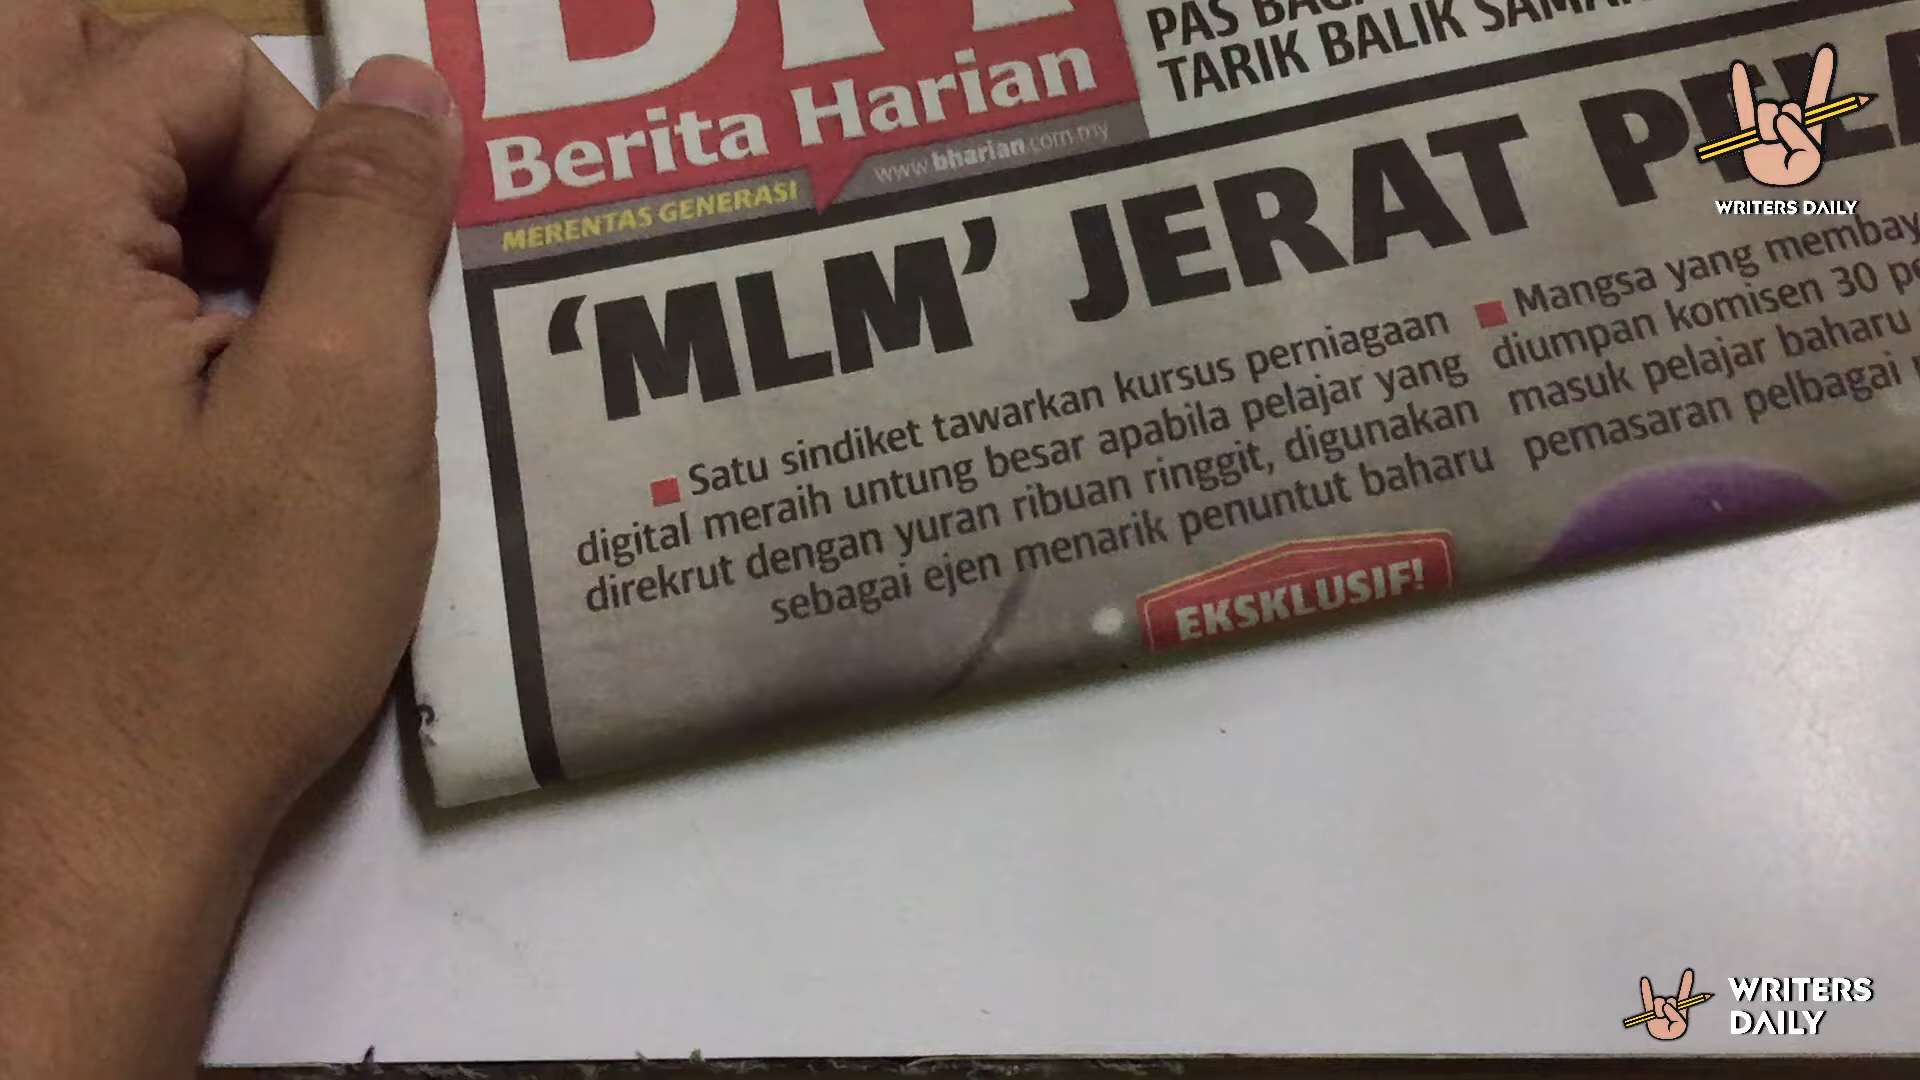 BH
Berita Harian
MERENTAS GENERASI
www.bharian.com.my
PAS
TARIK BALIK
'MLM' JERAT
Satu sindiket tawarkan kursus perniagaan
digital meraih untung besar apabila pelajar yang
direkrut dengan yuran ribuan ringgit, digunakan
sebagai ejen menarik penuntut baharu
Mangsa yang
diumpan komisen 30
masuk pelajar baharu
pemasaran pelbagai
EKSKLUSIF!
WRITERS DAILY
WRITERS
DAILY